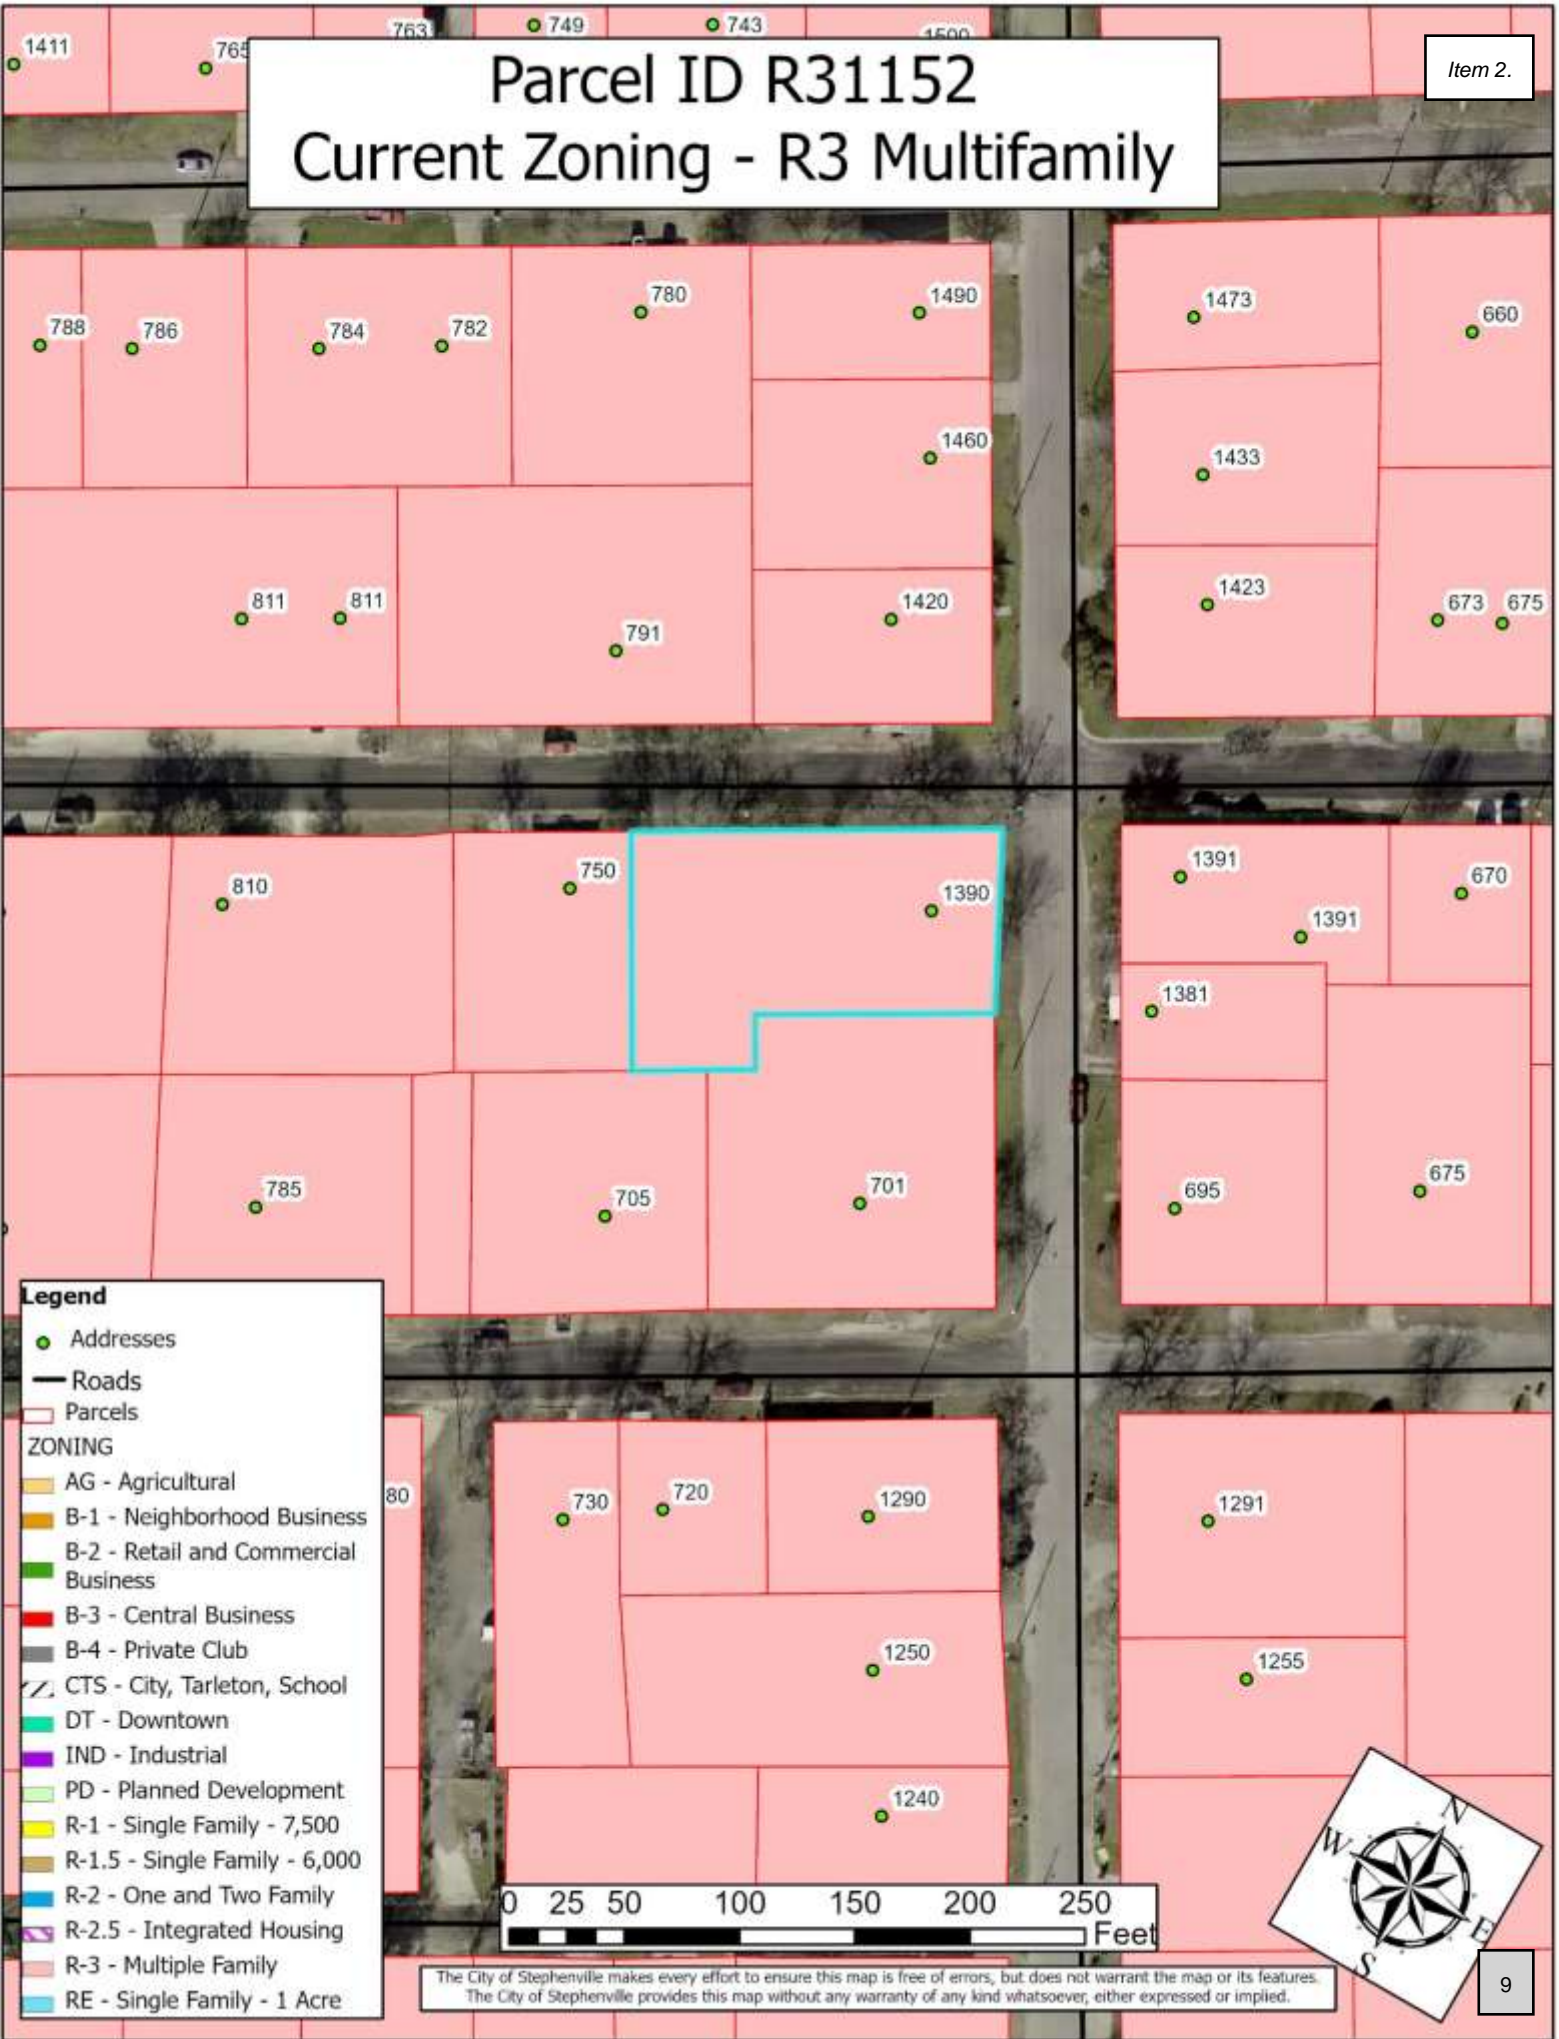 1411
765
763
749
743
1500
Parcel ID R31152
Current Zoning - R3 Multifamily
Item 2.
788
786
784
782
780
1490
1473
660
1460
1433
811
811
791
1420
1423
673
675
810
750
1390
1391
1391
670
1381
785
705
701
695
675
80
730
720
1290
1291
1250
1255
1240
Legend
Addresses
Roads
Parcels
ZONING
AG - Agricultural
B-1 - Neighborhood Business
B-2 - Retail and Commercial
Business
B-3 - Central Business
B-4 - Private Club
CTS - City, Tarleton, School
DT - Downtown
IND - Industrial
PD - Planned Development
R-1 - Single Family - 7,500
R-1.5 - Single Family - 6,000
R-2 - One and Two Family
R-2.5 - Integrated Housing
R-3 - Multiple Family
RE - Single Family - 1 Acre
0 25 50 100 150 200 250
Feet
N
W
E
S
The City of Stephenville makes every effort to ensure this map is free of errors, but does not warrant the map or its features.
The City of Stephenville provides this map without any warranty of any kind whatsoever, either expressed or implied.
9